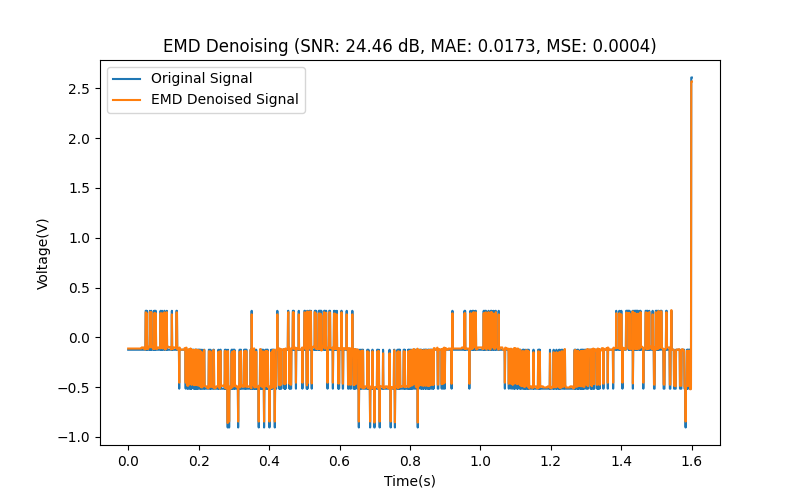 EMD Denoising (SNR: 24.46 dB, MAE: 0.0173, MSE: 0.0004)
Original Signal
EMD Denoised Signal
2.5
2.0
1.5
1.0
0.5
0.0
−0.5
−1.0
Voltage(V)
0.0 0.2 0.4 0.6 0.8 1.0 1.2 1.4 1.6
Time(s)